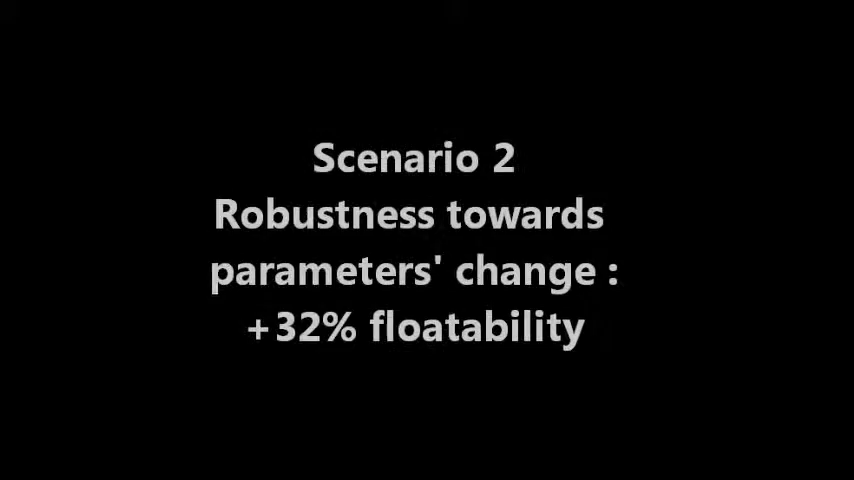 Scenario 2
Robustness towards
parameters' change :
+32% floatability